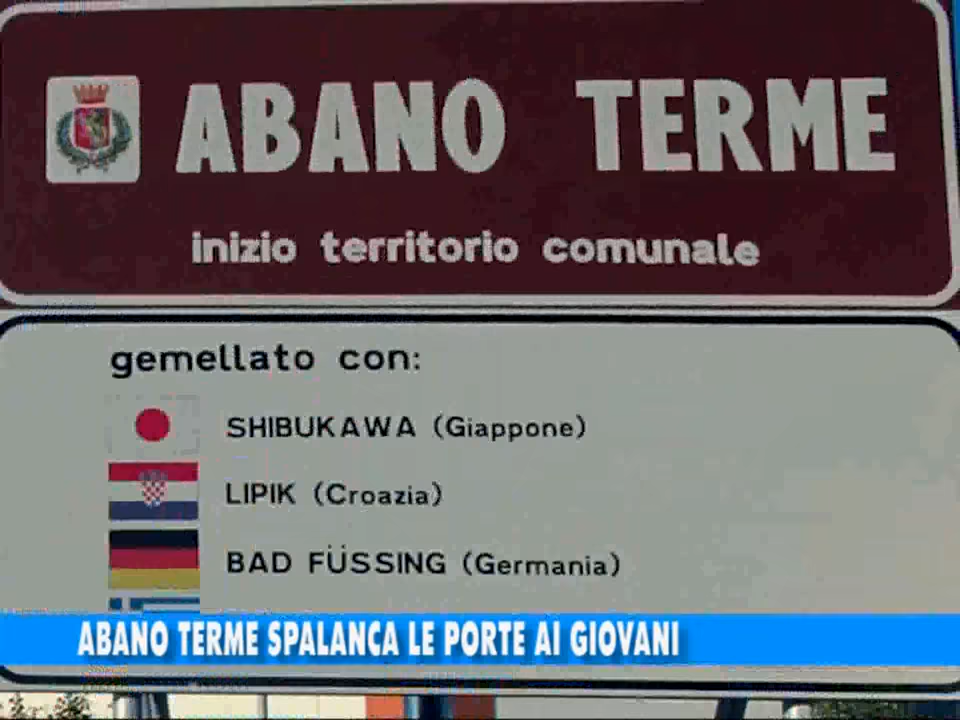 ABANO TERME
inizio territorio comunale
gemellato con:
SHIBUKAWA (Giappone)
LIPIK (Croazia)
BAD FÜSSING (Germania)
ABANO TERME SPALANCA LE PORTE AI GIOVANI